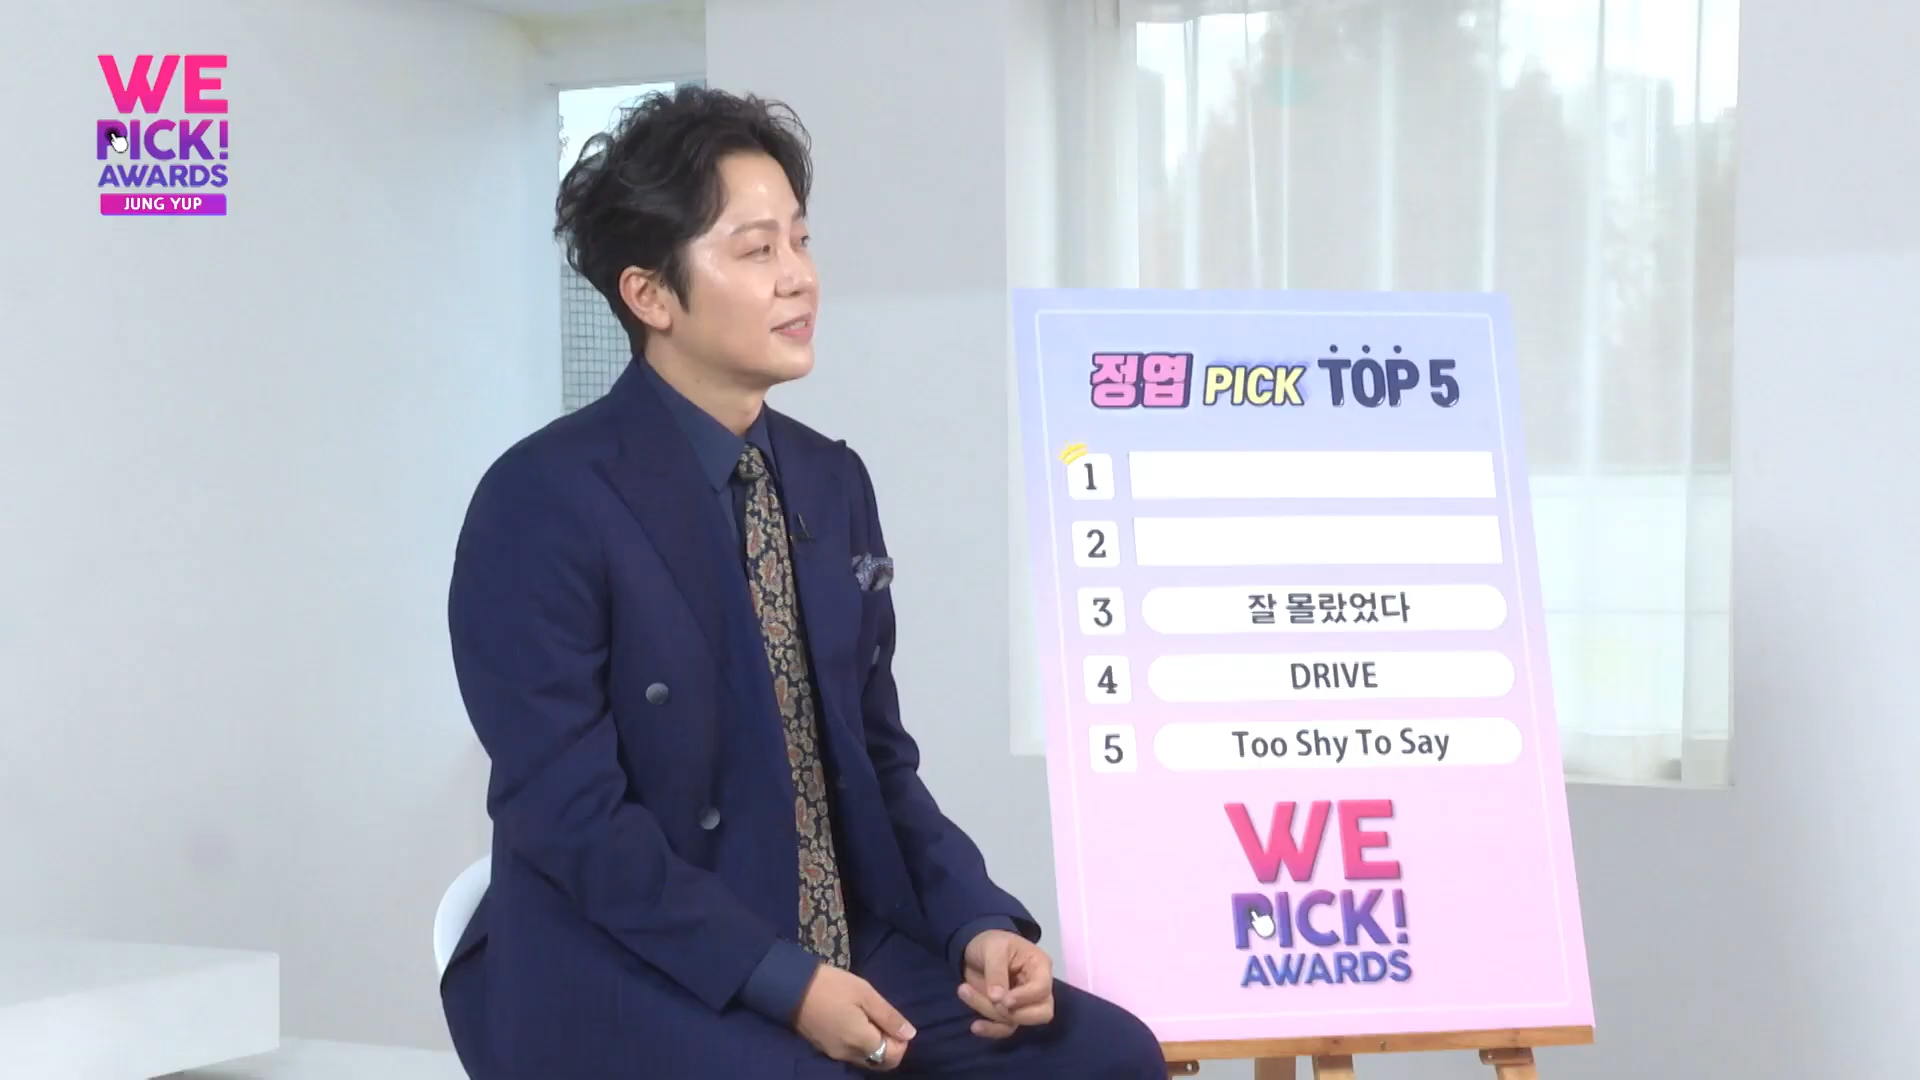 WE
PICK!
AWARDS
JUNG YUP
정엽 PICK TOP 5
1
2
3 잘 몰랐었다
4 DRIVE
5 Too Shy To Say
WE
PICK!
AWARDS